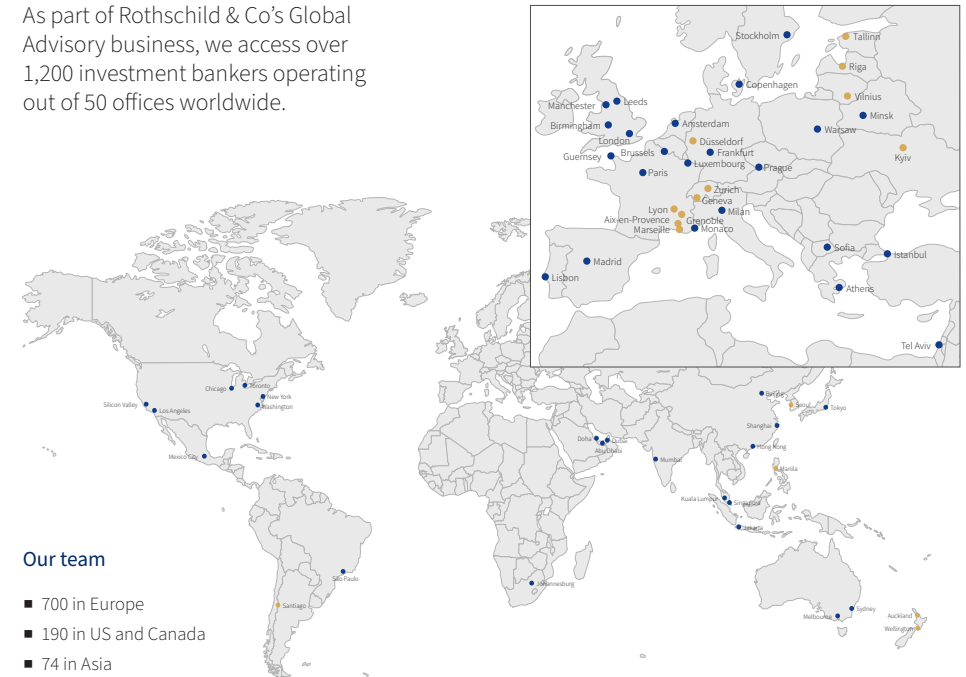 As part of Rothschild & Co’s Global
Advisory business, we access over
1,200 investment bankers operating
out of 50 offices worldwide.
Stockholm
Tallinn
Riga
Copenhagen
Vilnius
Manchester
Leeds
Minsk
Birmingham
Amsterdam
Warsaw
London
Düsseldorf
Guernsey
Brussels
Frankfurt
Kyiv
Luxembourg
Paris
Prague
Zurich
Geneva
Lyon
Milan
Aix-en-Provence
Grenoble
Marseille
Monaco
Sofia
Istanbul
Madrid
Lisbon
Athens
Tel Aviv
Chicago
Toronto
New York
Washington
Silicon Valley
Los Angeles
Mexico City
Beijing
Seoul
Tokyo
Shanghai
Doha
Dubai
Abu Dhabi
Hong Kong
Mumbai
Manila
Kuala Lumpur
Singapore
Jakarta
Our team
São Paulo
Johannesburg
■ 700 in Europe
Santiago
Sydney
Melbourne
Auckland
Wellington
■ 190 in US and Canada
■ 74 in Asia